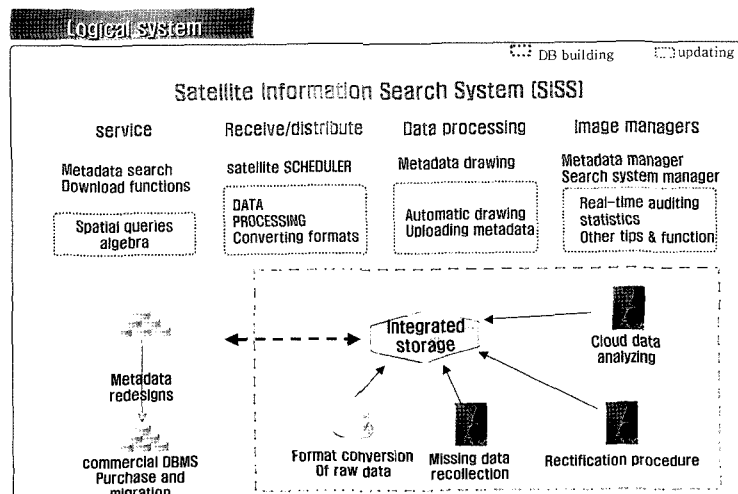 Logical system
DB building
updating
Satellite Information Search System (SISS)
service
Receive/distribute
Data processing
Image managers
Metadata search
Download functions
satellite SCHEDULER
Metadata drawing
Metadata manager
Search system manager
Spatial queries
algebra
DATA
PROCESSING
Converting formats
Automatic drawing
Uploading metadata
Real-time auditing
statistics
Other tips & function
Integrated
storage
Cloud data
analyzing
Metadata
redesigns
commercial DBMS
Purchase and
migration
Format conversion
Of raw data
Missing data
recollection
Rectification procedure